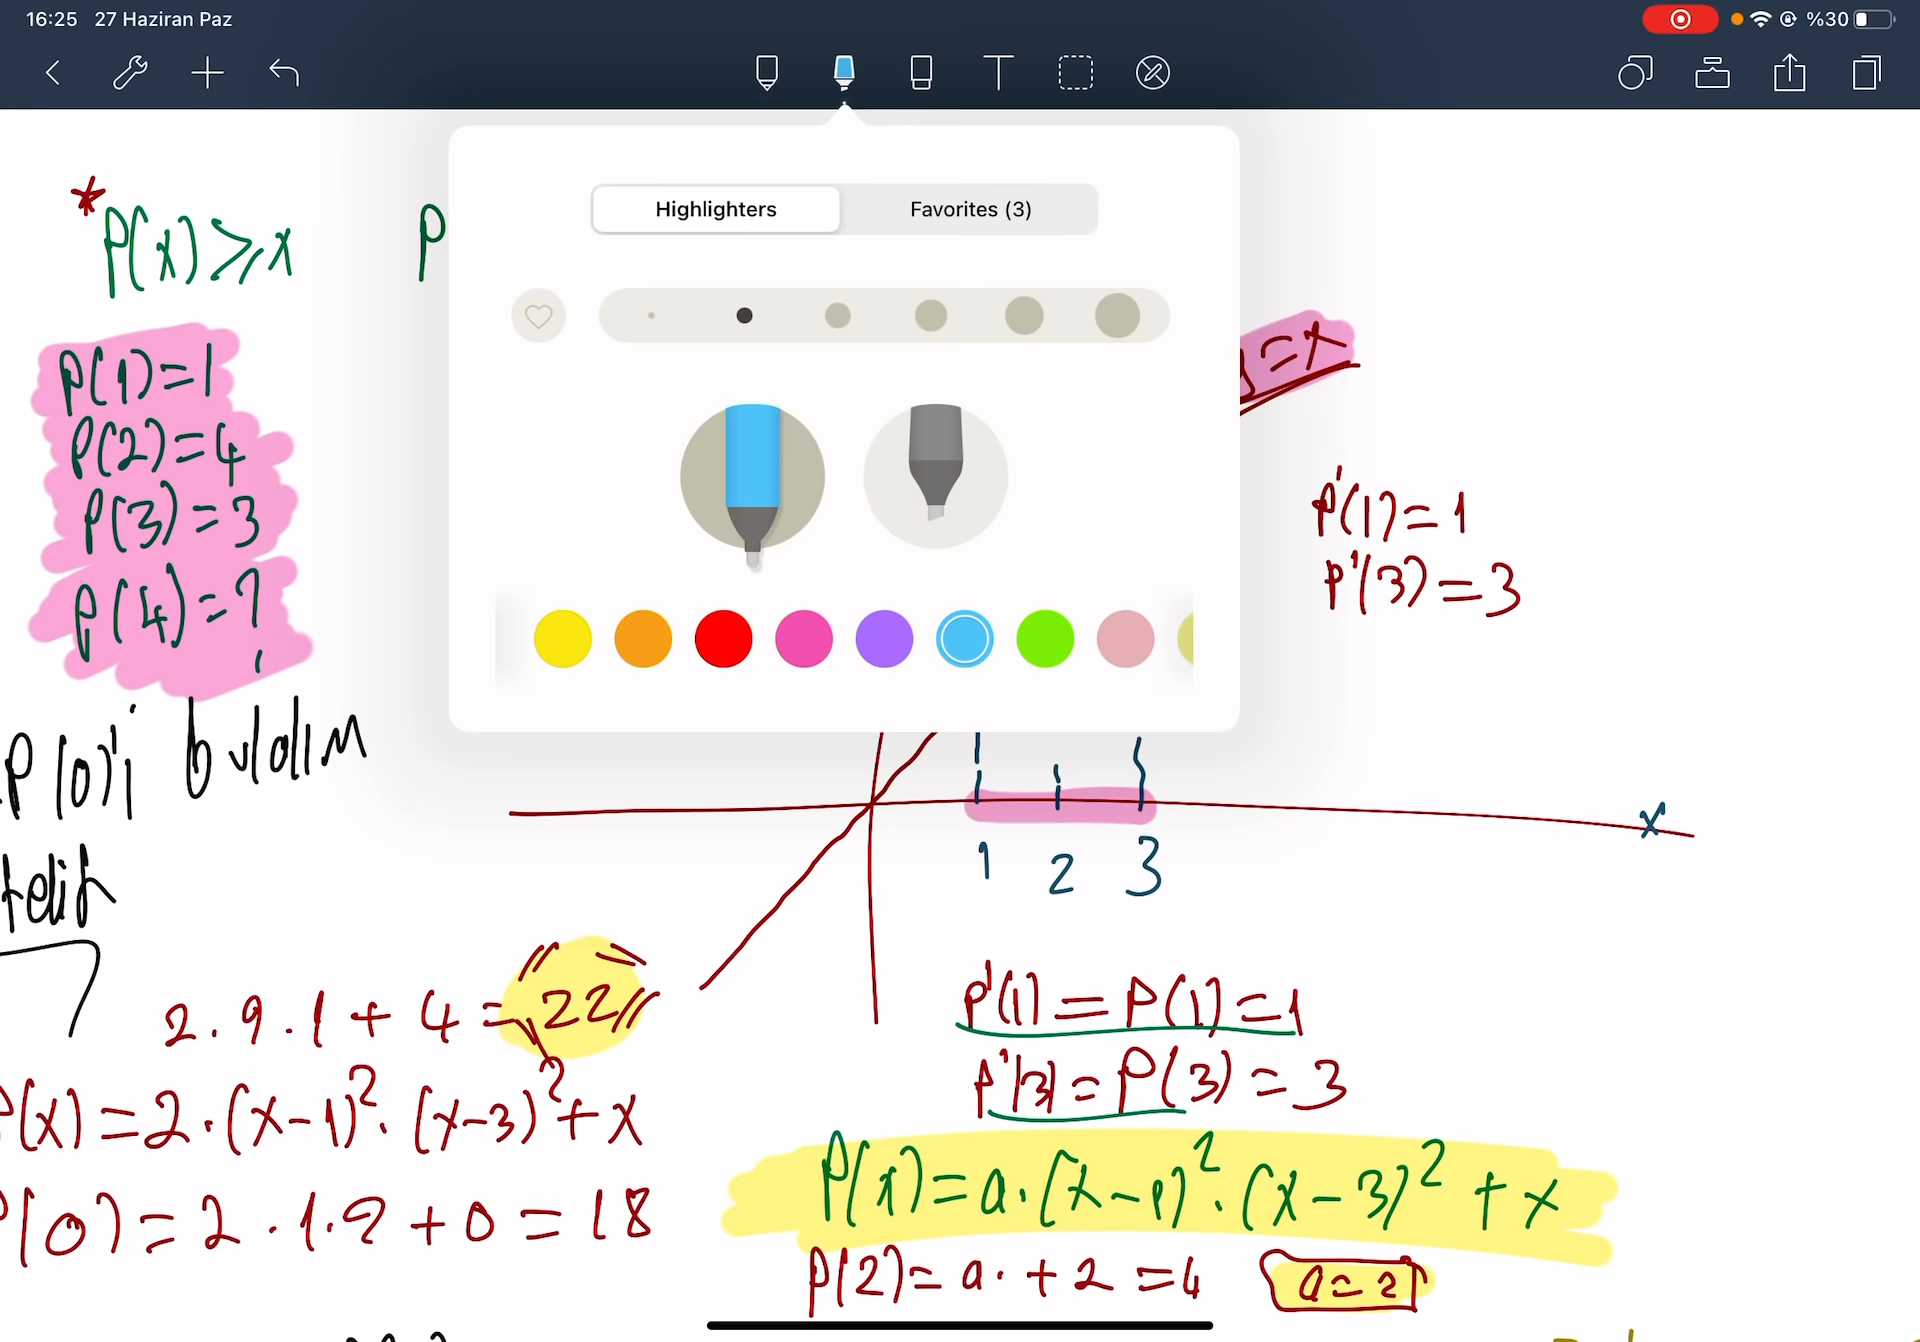 16:25 27 Haziran Paz %30
Highlighters Favorites (3)
* P(x) ⩾ x P
y=x
P(1)=1
P(2)=4
P(3)=3
P(4)=?
P'(1)=1
P'(3)=3
P(0)'i buldim
x
1 2 3
2.9.1 + 4 = 22
P'(1) = P(1) = 1
P'(3) = P(3) = 3
P(x) = 2.(x-1)².(x-3)² + x
P(x) = a.(x-1)².(x-3)² + x
P(0) = 2.1.9 + 0 = 18
P(2) = a. + 2 = 4 a=2